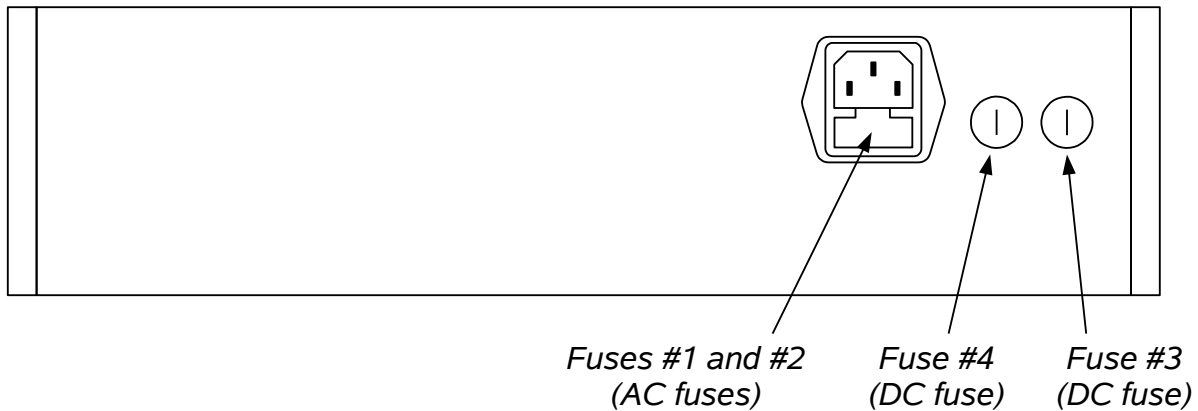 Fuses #1 and #2
(AC fuses)
Fuse #4
(DC fuse)
Fuse #3
(DC fuse)